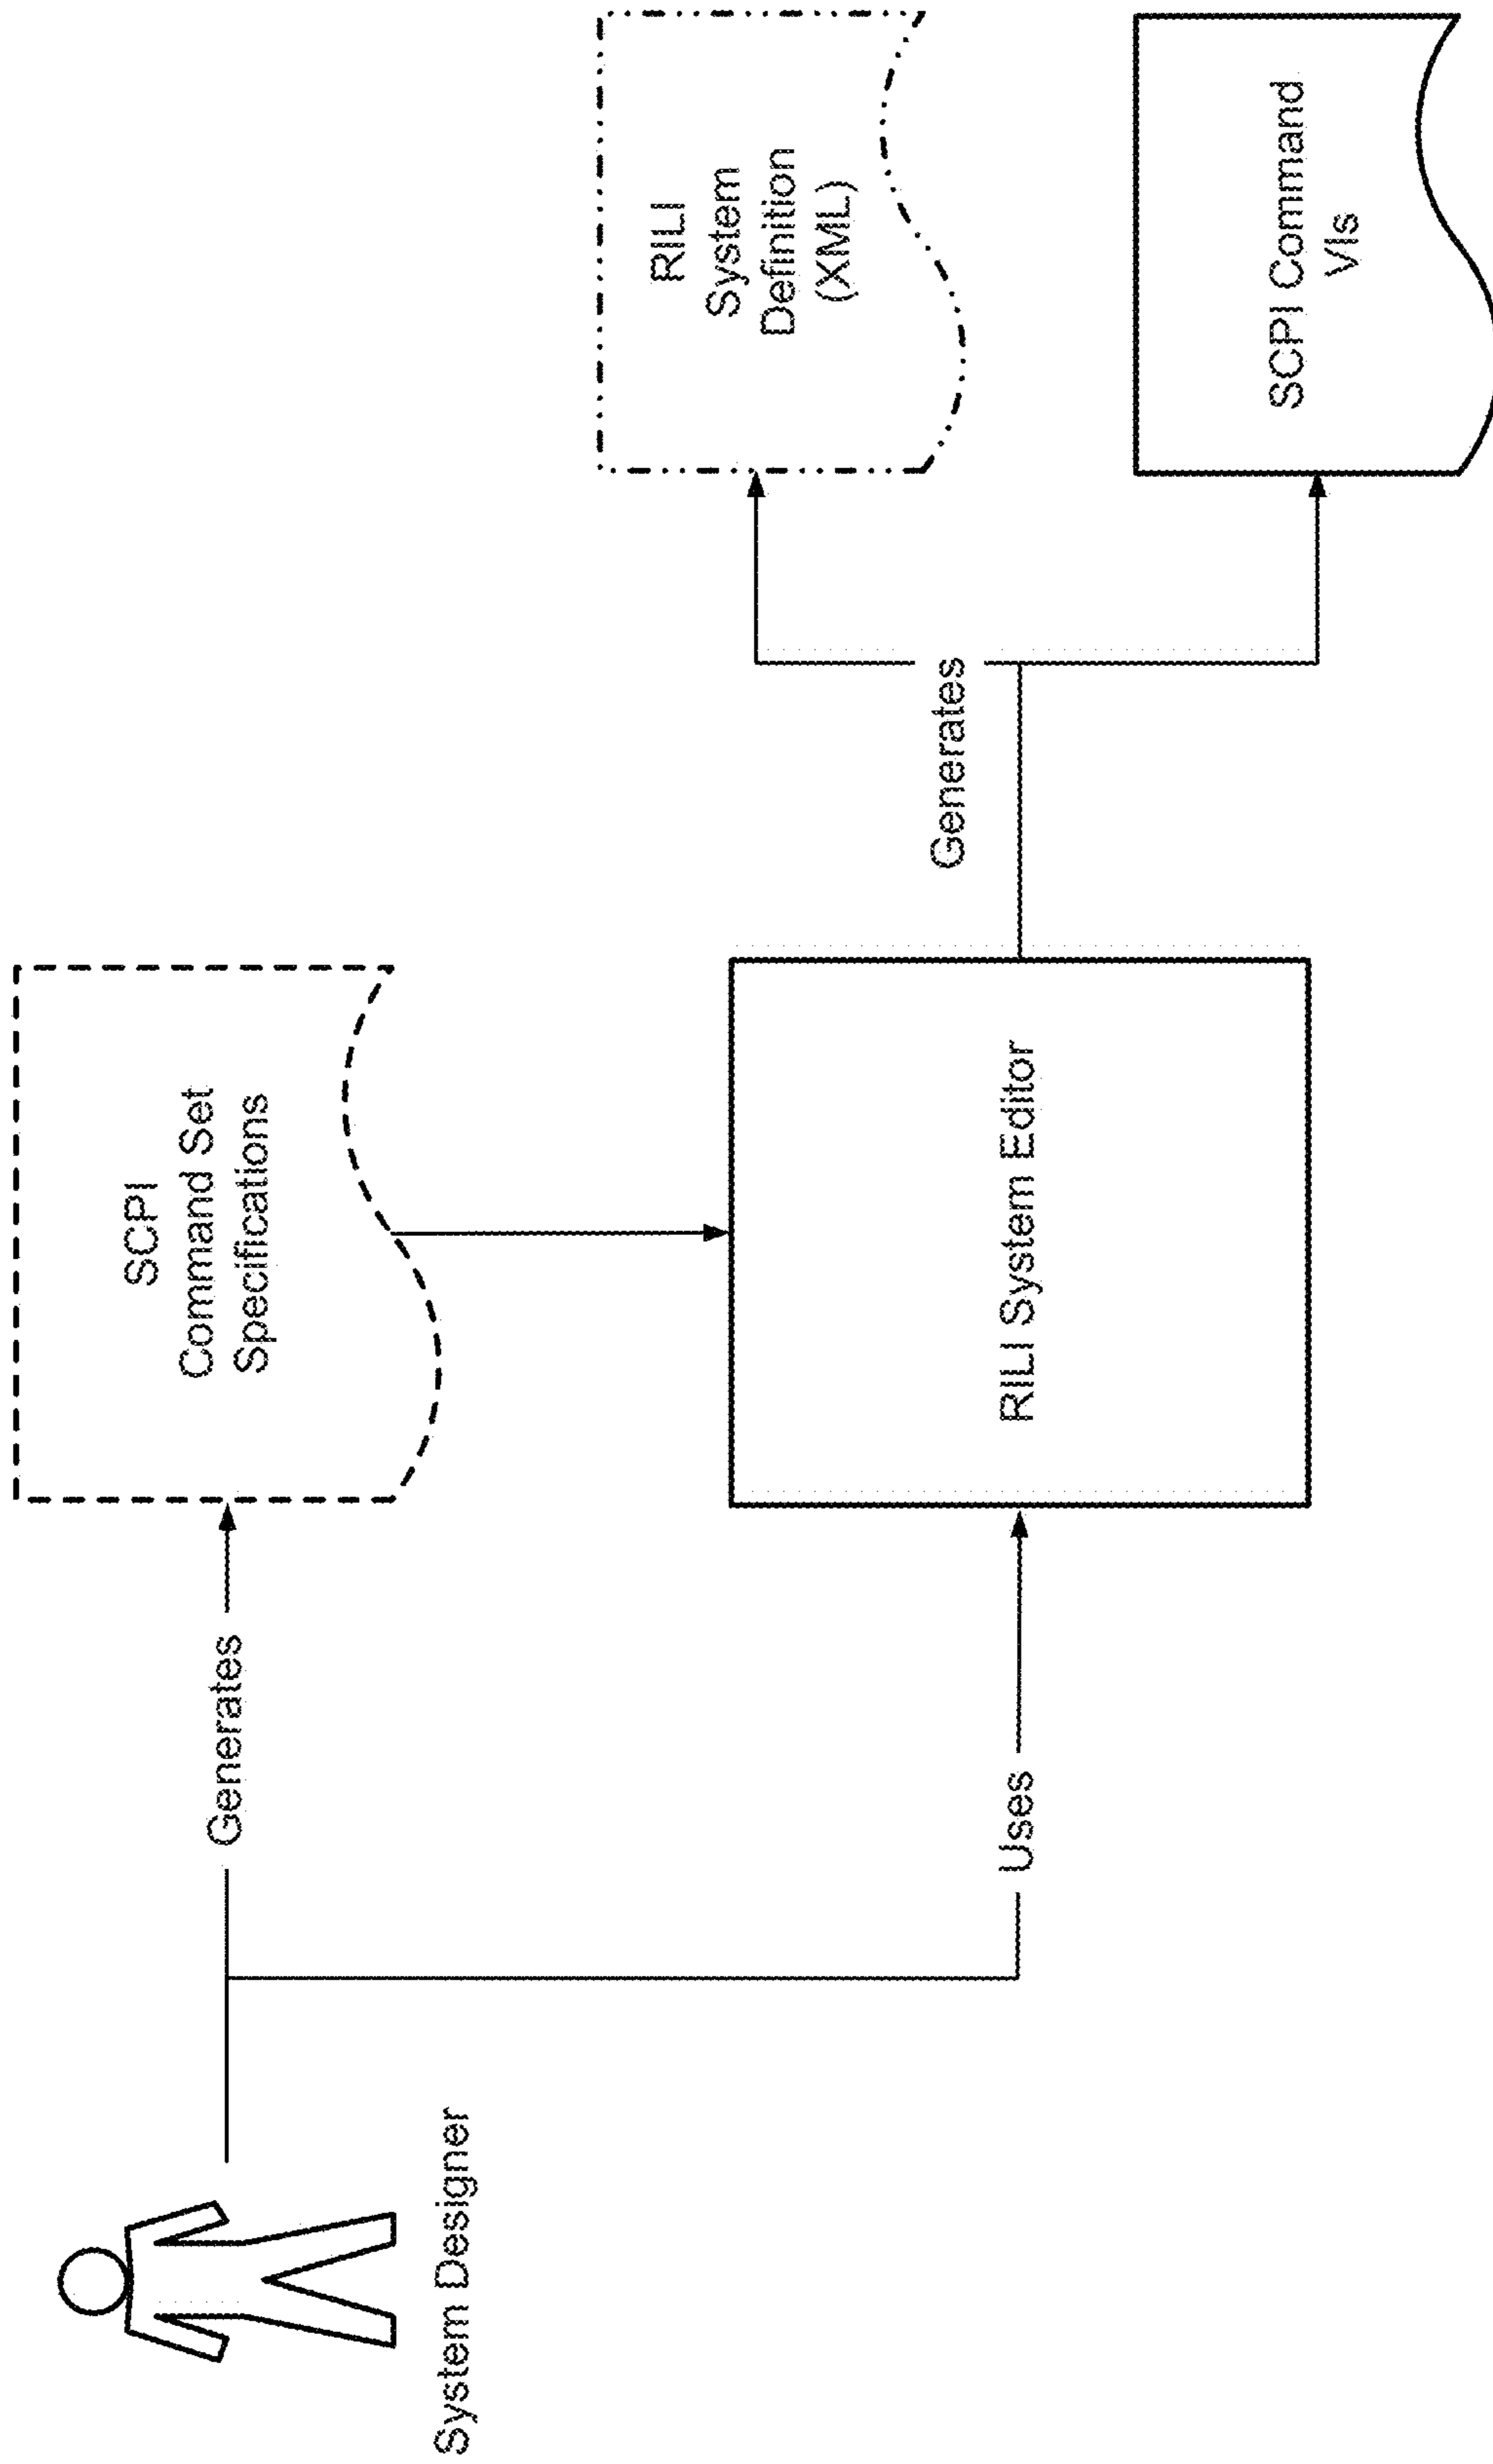 System Designer
Generates
Uses
SCPI
Command Set
Specifications
RILI System Editor
Generates
RILI
System
Definition
(XML)
SCPI Command
VIs